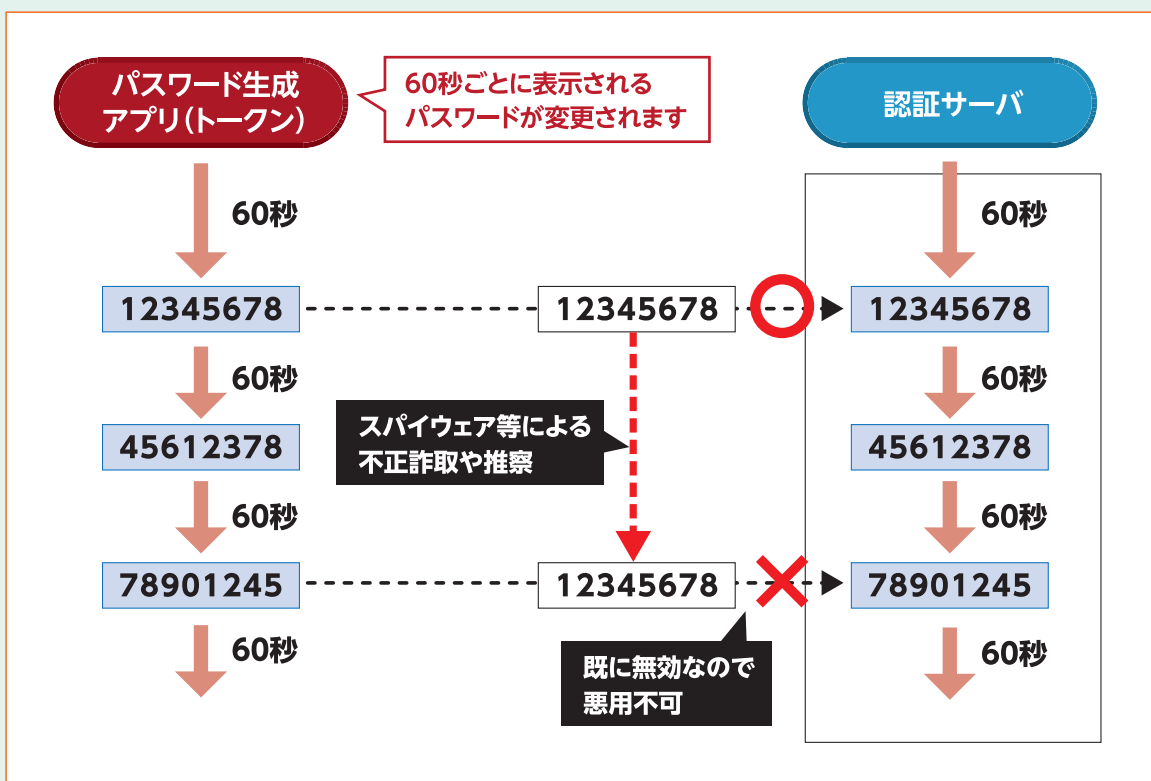 パスワード生成
アプリ(トークン)
60秒ごとに表示される
パスワードが変更されます
認証サーバ
60秒
60秒
12345678
12345678
12345678
60秒
60秒
スパイウェア等による
不正詐取や推察
45612378
45612378
60秒
60秒
78901245
12345678
78901245
60秒
60秒
既に無効なので
悪用不可